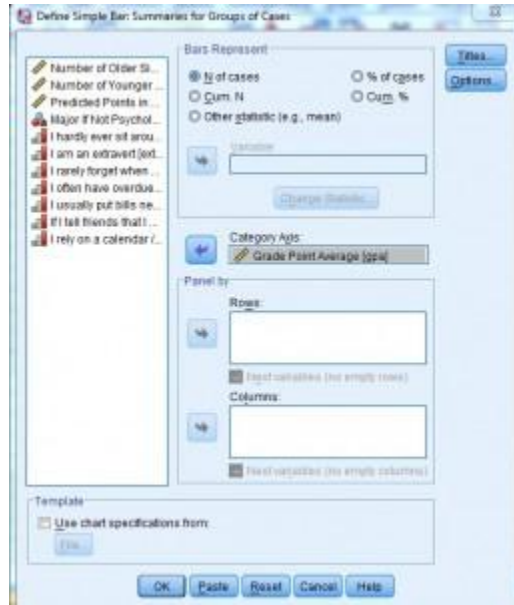 Define Simple Bar: Summaries for Groups of Cases
Number of Older Si...
Number of Younger ...
Predicted Points in ...
Major If Not Psychol...
I hardly ever sit arou...
I am an extravert [ext...
I rarely forget when ...
I often have overdue...
I usually put bills ne...
If I tell friends that I ...
I rely on a calendar /...
Bars Represent
N of cases
% of cases
Cum. N
Cum. %
Other statistic (e.g., mean)
Variable:
Change Statistic...
Category Axis:
Grade Point Average [gpa]
Panel by
Rows:
Nest variables (no empty rows)
Columns:
Nest variables (no empty columns)
Template
Use chart specifications from:
File...
Titles...
Options...
OK
Paste
Reset
Cancel
Help